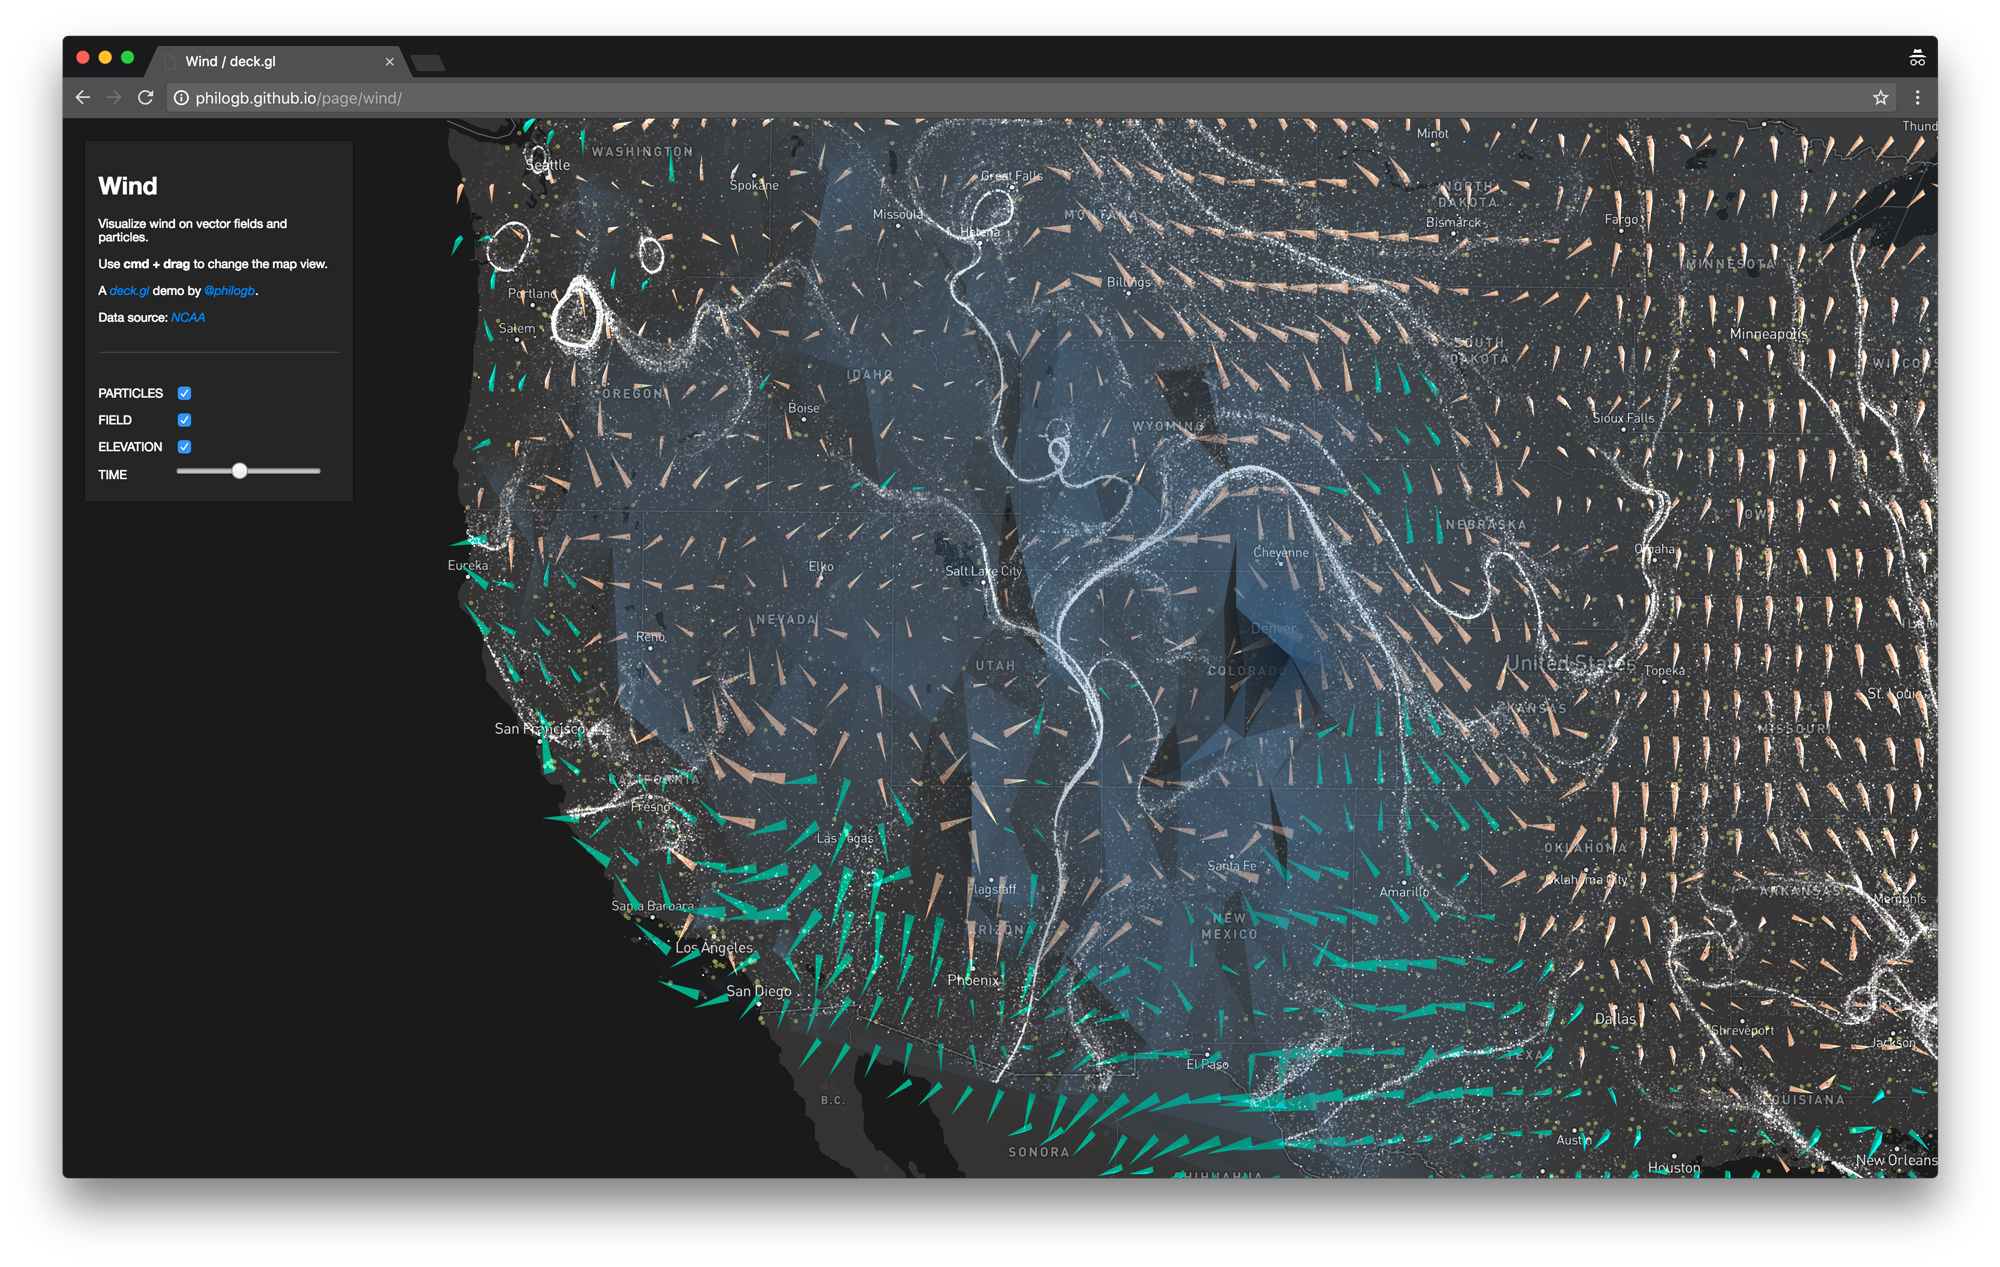 Wind / deck.gl
philogb.github.io/page/wind/
Wind
Visualize wind on vector fields and
particles.
Use cmd + drag to change the map view.
A deck.gl demo by @philogb.
Data source: NCAA
PARTICLES
FIELD
ELEVATION
TIME
Minot
Thund
WASHINGTON
Seattle
Spokane
Great Falls
NORTH
DAKOTA
Missoula
MONTANA
Bismarck
Fargo
Helena
MINNESOTA
Portland
Billings
Salem
Minneapolis
SOUTH
DAKOTA
WISCONS
IDAHO
OREGON
Boise
Sioux Falls
WYOMING
IOW
NEBRASKA
Omaha
Cheyenne
Eureka
Elko
Salt Lake City
NEVADA
Reno
Denver
ILL
UTAH
COLORADO
United States
Topeka
St. Loui
KANSAS
San Francisco
MISSOURI
CALIFORNIA
Fresno
Las Vegas
OKLAHOMA
Santa Fe
Oklahoma City
Flagstaff
Amarillo
ARKANSAS
Memphis
Santa Barbara
NEW
MEXICO
ARIZONA
Los Angeles
Phoenix
San Diego
Dallas
Shreveport
Jackson
TEXAS
El Paso
B.C.
LOUISIANA
Austin
SONORA
New Orleans
Houston
CHIHUAHUA